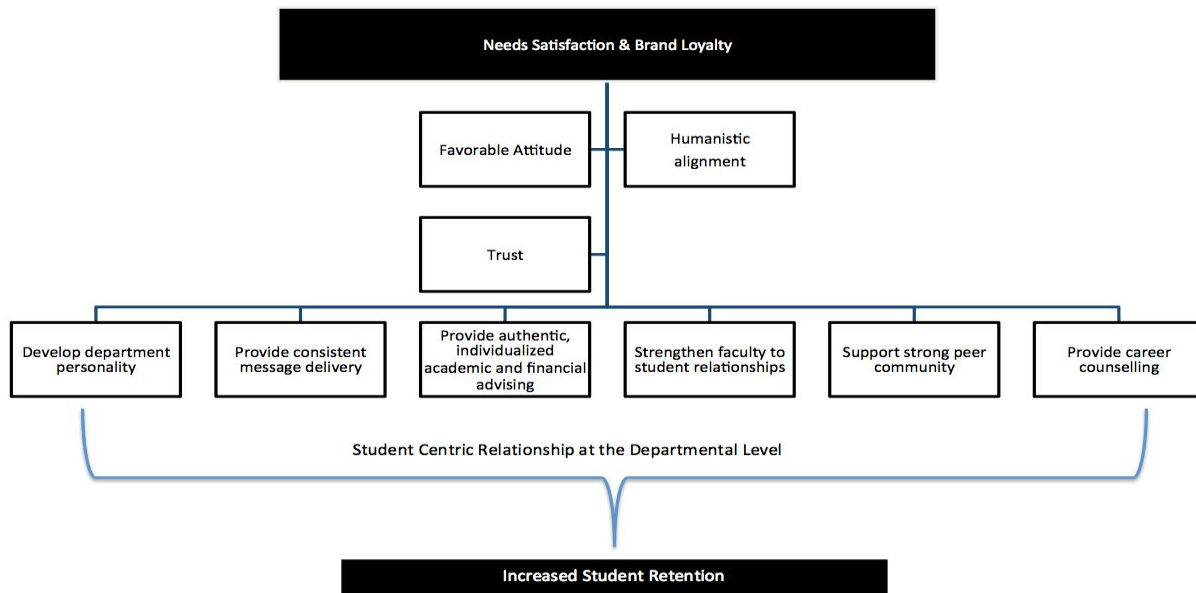 Needs Satisfaction & Brand Loyalty
Favorable Attitude
Humanistic
alignment
Trust
Develop department
personality
Provide consistent
message delivery
Provide authentic,
individualized
academic and financial
advising
Strengthen faculty to
student relationships
Support strong peer
community
Provide career
counselling
Student Centric Relationship at the Departmental Level
Increased Student Retention